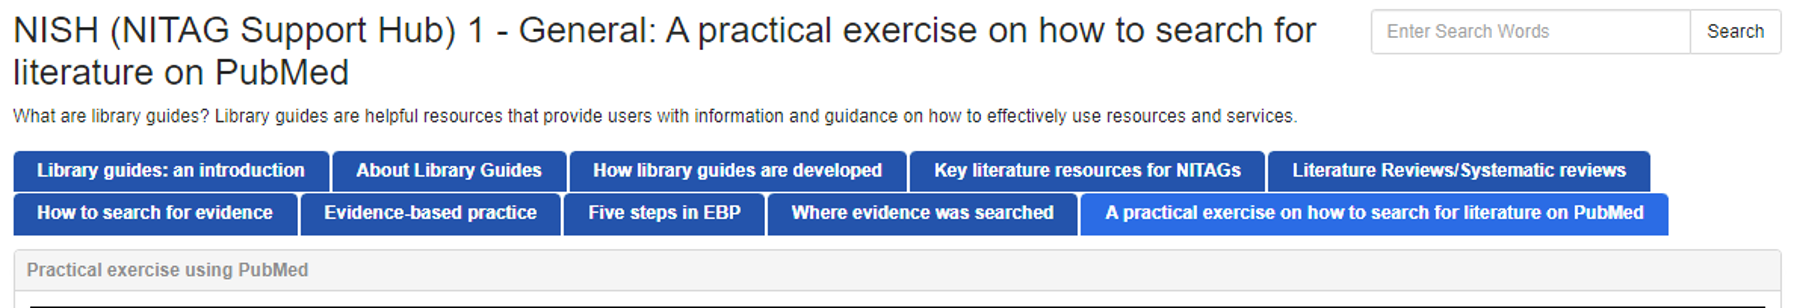 NISH (NITAG Support Hub) 1 - General: A practical exercise on how to search for
literature on PubMed
Enter Search Words
Search
What are library guides? Library guides are helpful resources that provide users with information and guidance on how to effectively use resources and services.
Library guides: an introduction
About Library Guides
How library guides are developed
Key literature resources for NITAGs
Literature Reviews/Systematic reviews
How to search for evidence
Evidence-based practice
Five steps in EBP
Where evidence was searched
A practical exercise on how to search for literature on PubMed
Practical exercise using PubMed